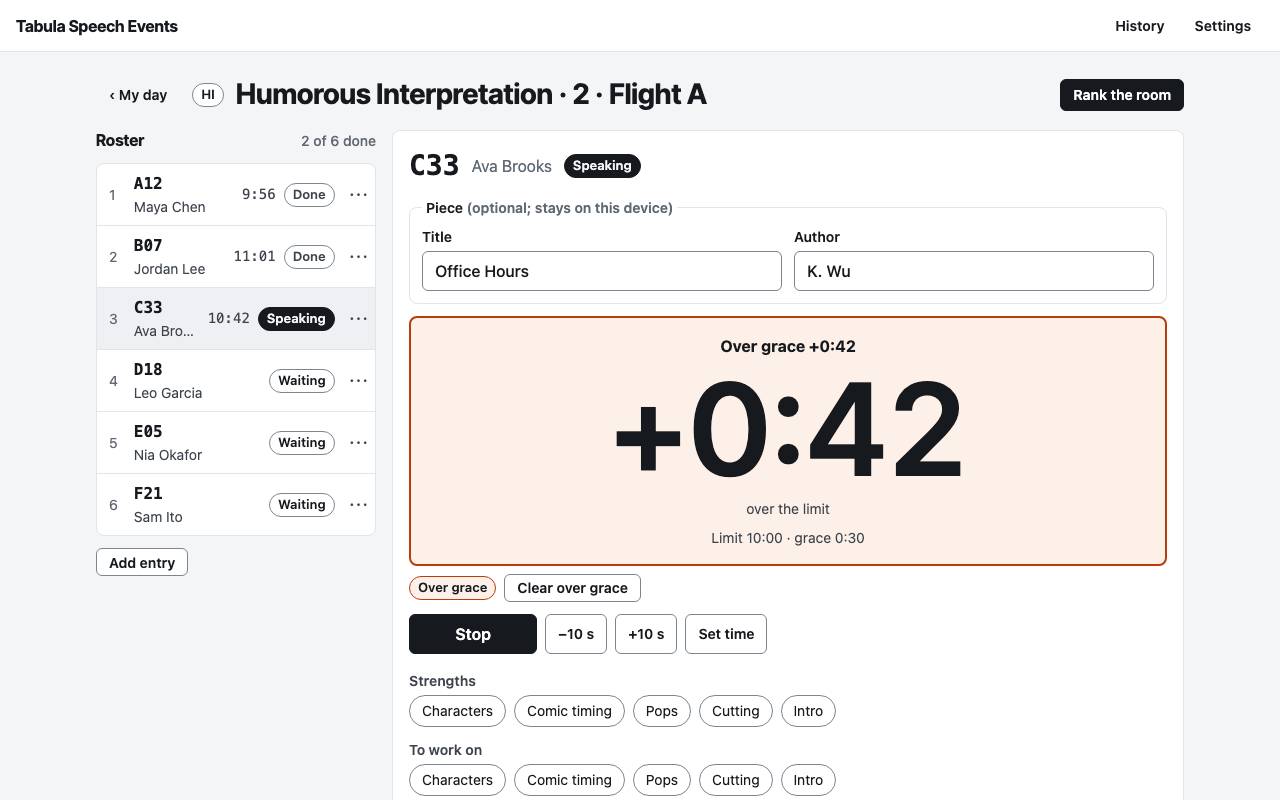 Tabula Speech Events
History
Settings
‹ My day
HI
Humorous Interpretation · 2 · Flight A
Rank the room
Roster
2 of 6 done
1
A12
Maya Chen
9:56
Done
···
2
B07
Jordan Lee
11:01
Done
···
3
C33
Ava Bro…
10:42
Speaking
···
4
D18
Leo Garcia
Waiting
···
5
E05
Nia Okafor
Waiting
···
6
F21
Sam Ito
Waiting
···
Add entry
C33
Ava Brooks
Speaking
Piece (optional; stays on this device)
Title
Author
Office Hours
K. Wu
Over grace +0:42
+0:42
over the limit
Limit 10:00 · grace 0:30
Over grace
Clear over grace
Stop
−10 s
+10 s
Set time
Strengths
Characters
Comic timing
Pops
Cutting
Intro
To work on
Characters
Comic timing
Pops
Cutting
Intro